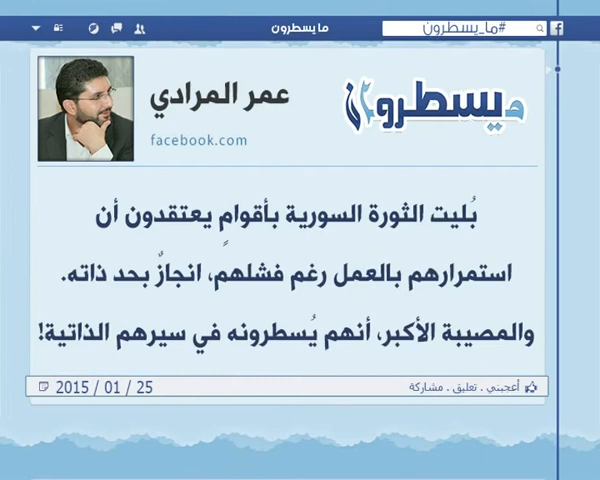 ما يسطرون
#ما_يسطرون
عمر المرادي
facebook.com
ما يسطرون
بُليت الثورة السورية بأقوامٍ يعتقدون أن
استمرارهم بالعمل رغم فشلهم، انجازٌ بحد ذاته.
والمصيبة الأكبر، أنهم يُسطرونه في سيرهم الذاتية!
أعجبني . تعليق . مشاركة
2015 / 01 / 25